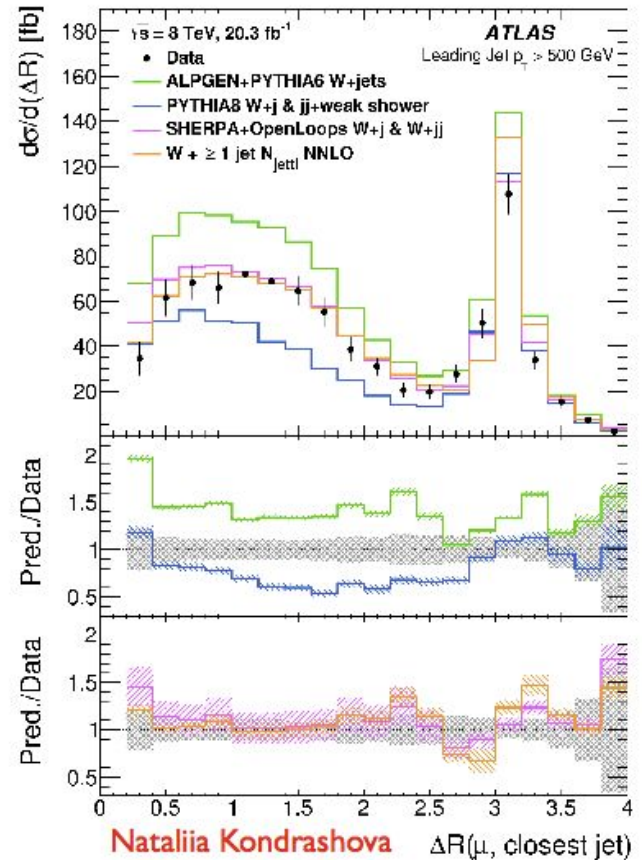 dσ/d(ΔR) [fb]
√s = 8 TeV, 20.3 fb⁻¹
ATLAS
Leading Jet p_T > 500 GeV
Data
ALPGEN+PYTHIA6 W+jets
PYTHIA8 W+j & jj+weak shower
SHERPA+OpenLoops W+j & W+jj
W + ≥ 1 jet N_jetti NNLO
180
160
140
120
100
80
60
40
20
Pred./Data
2
1.5
1
0.5
Pred./Data
2
1.5
1
0.5
0 0.5 1 1.5 2 2.5 3 3.5 4
Nataliia Kondrashova
ΔR(μ, closest jet)